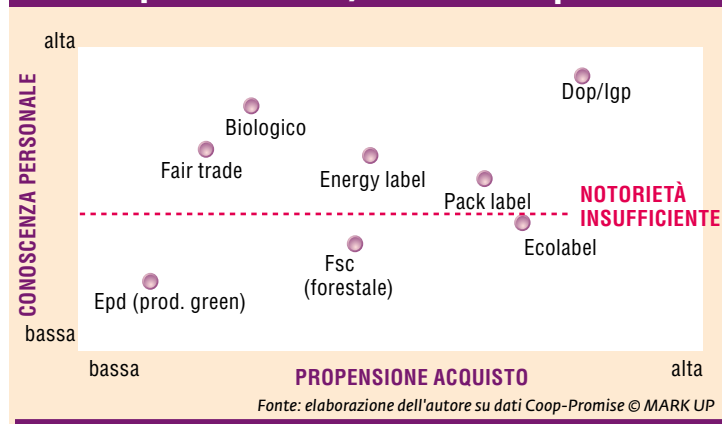 alta
CONOSCENZA PERSONALE
Dop/Igp
Biologico
Fair trade
Energy label
Pack label
NOTORIETÀ
INSUFFICIENTE
Ecolabel
Fsc
(forestale)
Epd (prod. green)
bassa
bassa
PROPENSIONE ACQUISTO
alta
Fonte: elaborazione dell'autore su dati Coop-Promise © MARK UP